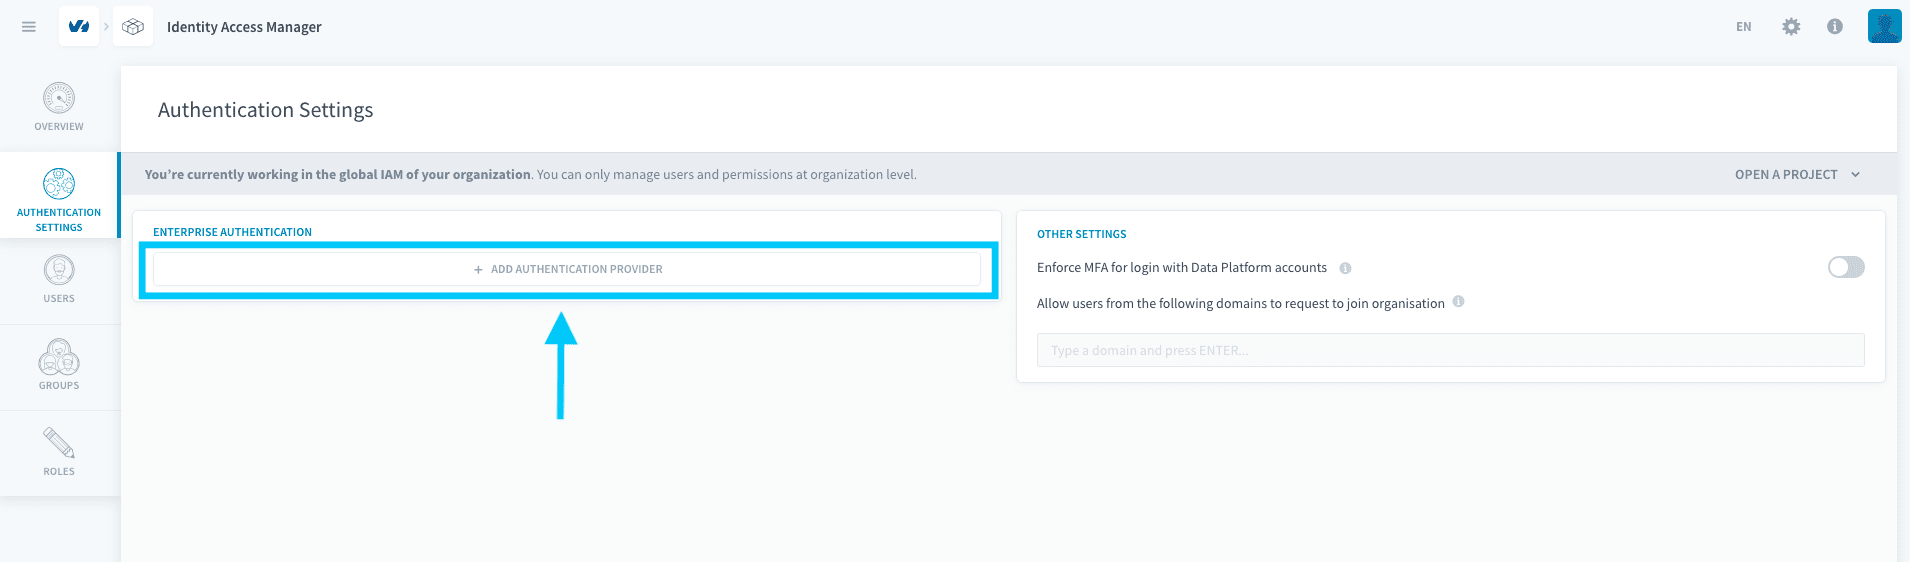 Identity Access Manager
EN
OVERVIEW
AUTHENTICATION
SETTINGS
USERS
GROUPS
ROLES
Authentication Settings
You're currently working in the global IAM of your organization. You can only manage users and permissions at organization level.
OPEN A PROJECT
ENTERPRISE AUTHENTICATION
+ ADD AUTHENTICATION PROVIDER
OTHER SETTINGS
Enforce MFA for login with Data Platform accounts
Allow users from the following domains to request to join organisation
Type a domain and press ENTER...